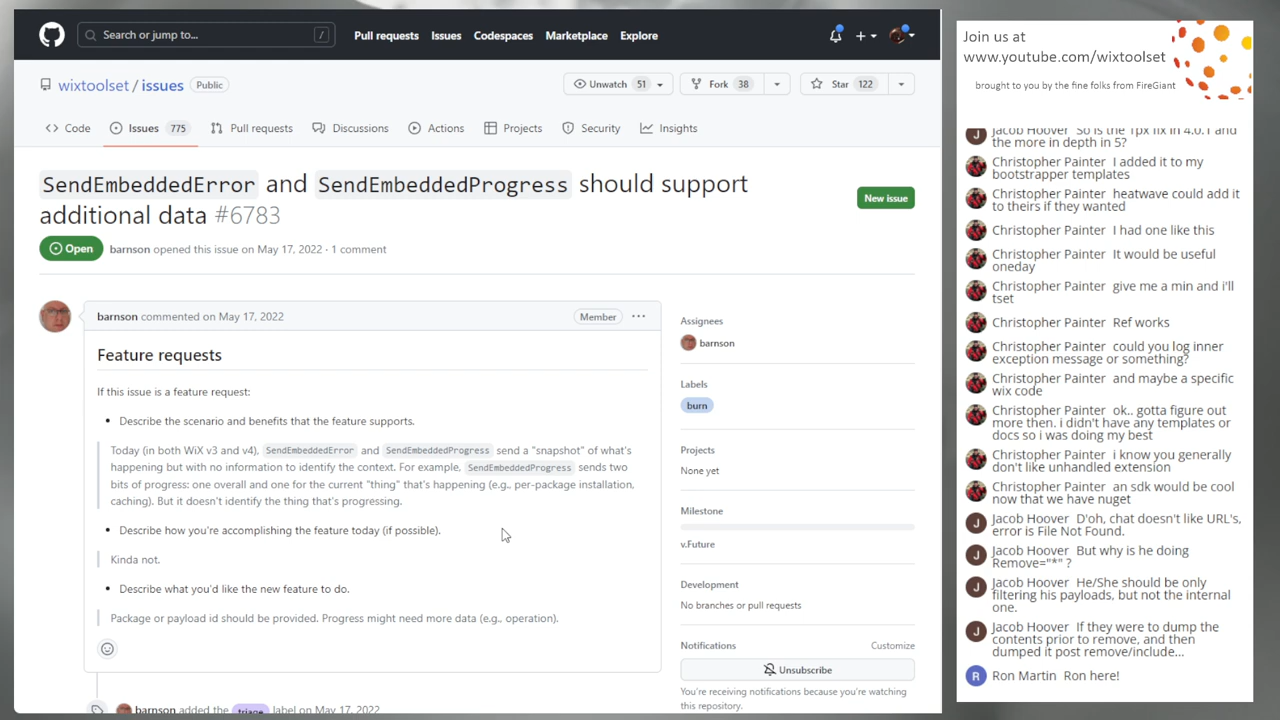 Search or jump to...
/
Pull requests
Issues
Codespaces
Marketplace
Explore
wixtoolset / issues
Public
Unwatch 51
Fork 38
Star 122
Code
Issues 775
Pull requests
Discussions
Actions
Projects
Security
Insights
SendEmbeddedError and SendEmbeddedProgress should support
additional data #6783
New issue
Open
barnson opened this issue on May 17, 2022 · 1 comment
barnson commented on May 17, 2022
Member
Feature requests
If this issue is a feature request:
• Describe the scenario and benefits that the feature supports.
Today (in both WiX v3 and v4), SendEmbeddedError and SendEmbeddedProgress send a "snapshot" of what's
happening but with no information to identify the context. For example, SendEmbeddedProgress sends two
bits of progress: one overall and one for the current "thing" that's happening (e.g., per-package installation,
caching). But it doesn't identify the thing that's progressing.
• Describe how you're accomplishing the feature today (if possible).
Kinda not.
• Describe what you'd like the new feature to do.
Package or payload id should be provided. Progress might need more data (e.g., operation).
barnson added the triage label on May 17, 2022
Assignees
barnson
Labels
burn
Projects
None yet
Milestone
v.Future
Development
No branches or pull requests
Notifications
Customize
Unsubscribe
You're receiving notifications because you're watching
this repository.
Join us at
www.youtube.com/wixtoolset
brought to you by the fine folks from FireGiant
J
Jacob Hoover So is the 1px fix in 4.0.1 and
the more in depth in 5?
Christopher Painter I added it to my
bootstrapper templates
Christopher Painter heatwave could add it
to theirs if they wanted
Christopher Painter I had one like this
Christopher Painter It would be useful
oneday
Christopher Painter give me a min and i'll
tset
Christopher Painter Ref works
Christopher Painter could you log inner
exception message or something?
Christopher Painter and maybe a specific
wix code
Christopher Painter ok.. gotta figure out
more then. i didn't have any templates or
docs so i was doing my best
Christopher Painter i know you generally
don't like unhandled extension
Christopher Painter an sdk would be cool
now that we have nuget
J
Jacob Hoover D'oh, chat doesn't like URL's,
error is File Not Found.
J
Jacob Hoover But why is he doing
Remove="*" ?
J
Jacob Hoover He/She should be only
filtering his payloads, but not the internal
one.
J
Jacob Hoover If they were to dump the
contents prior to remove, and then
dumped it post remove/include...
R
Ron Martin Ron here!